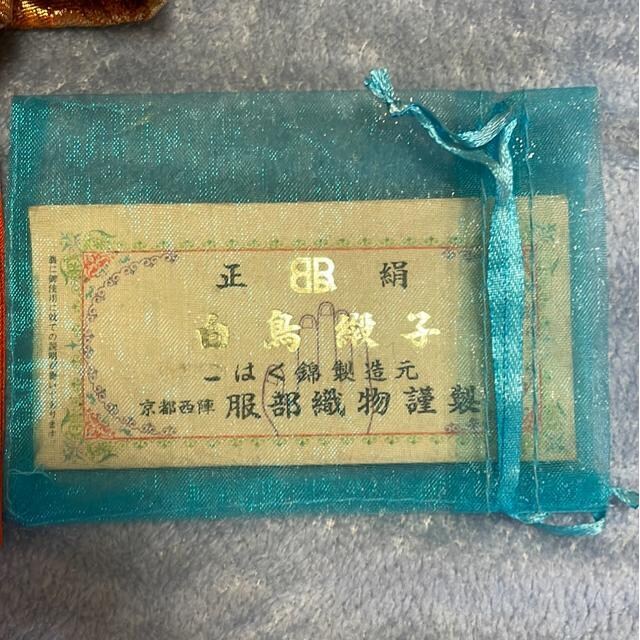 正 絹
白鳥緞子
こはく錦製造元
京都西陣 服部織物謹製